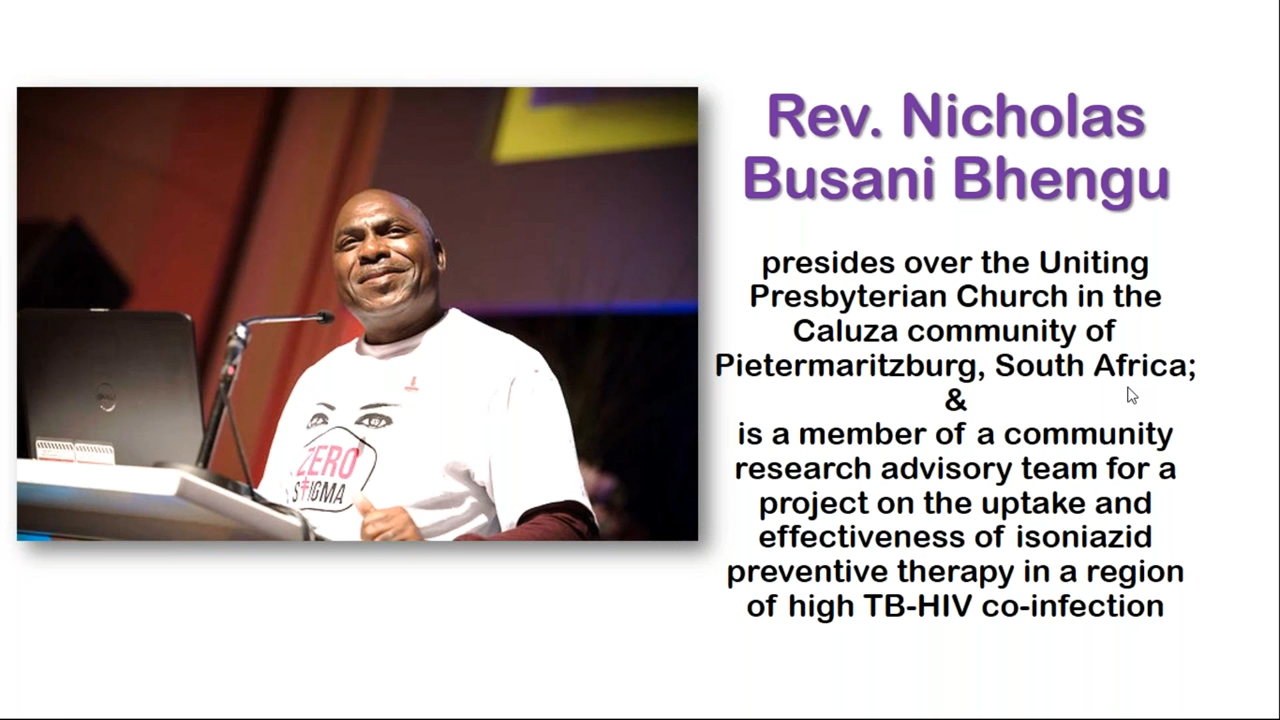 Rev. Nicholas
Busani Bhengu
presides over the Uniting
Presbyterian Church in the
Caluza community of
Pietermaritzburg, South Africa;
&
is a member of a community
research advisory team for a
project on the uptake and
effectiveness of isoniazid
preventive therapy in a region
of high TB-HIV co-infection
ZERO
STIGMA